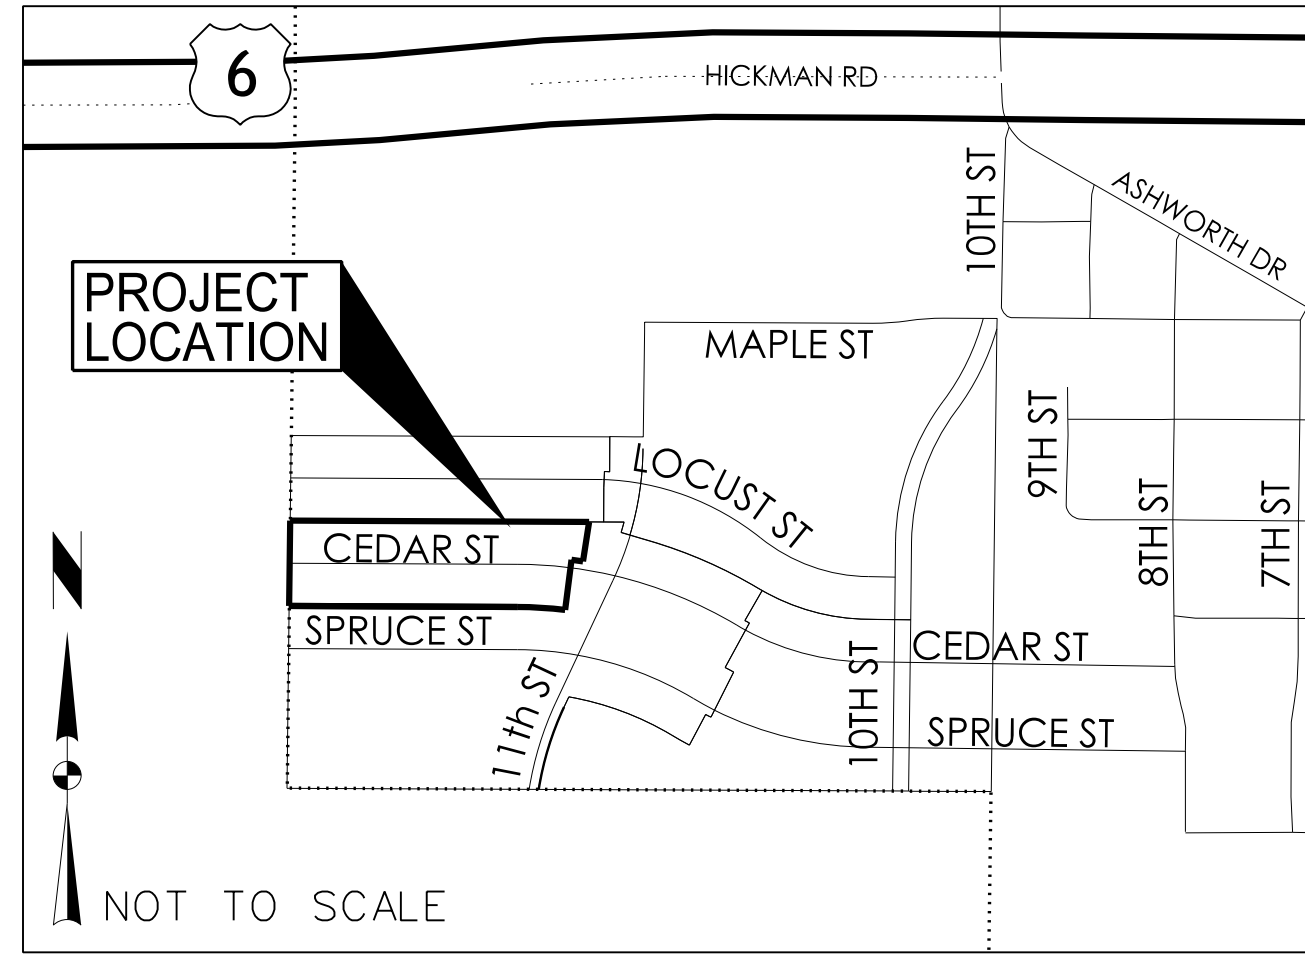 6
HICKMAN RD
10TH ST
ASHWORTH DR
PROJECT
LOCATION
MAPLE ST
9TH ST
LOCUST ST
8TH ST
7TH ST
CEDAR ST
N
SPRUCE ST
CEDAR ST
11th ST
10TH ST
SPRUCE ST
NOT TO SCALE